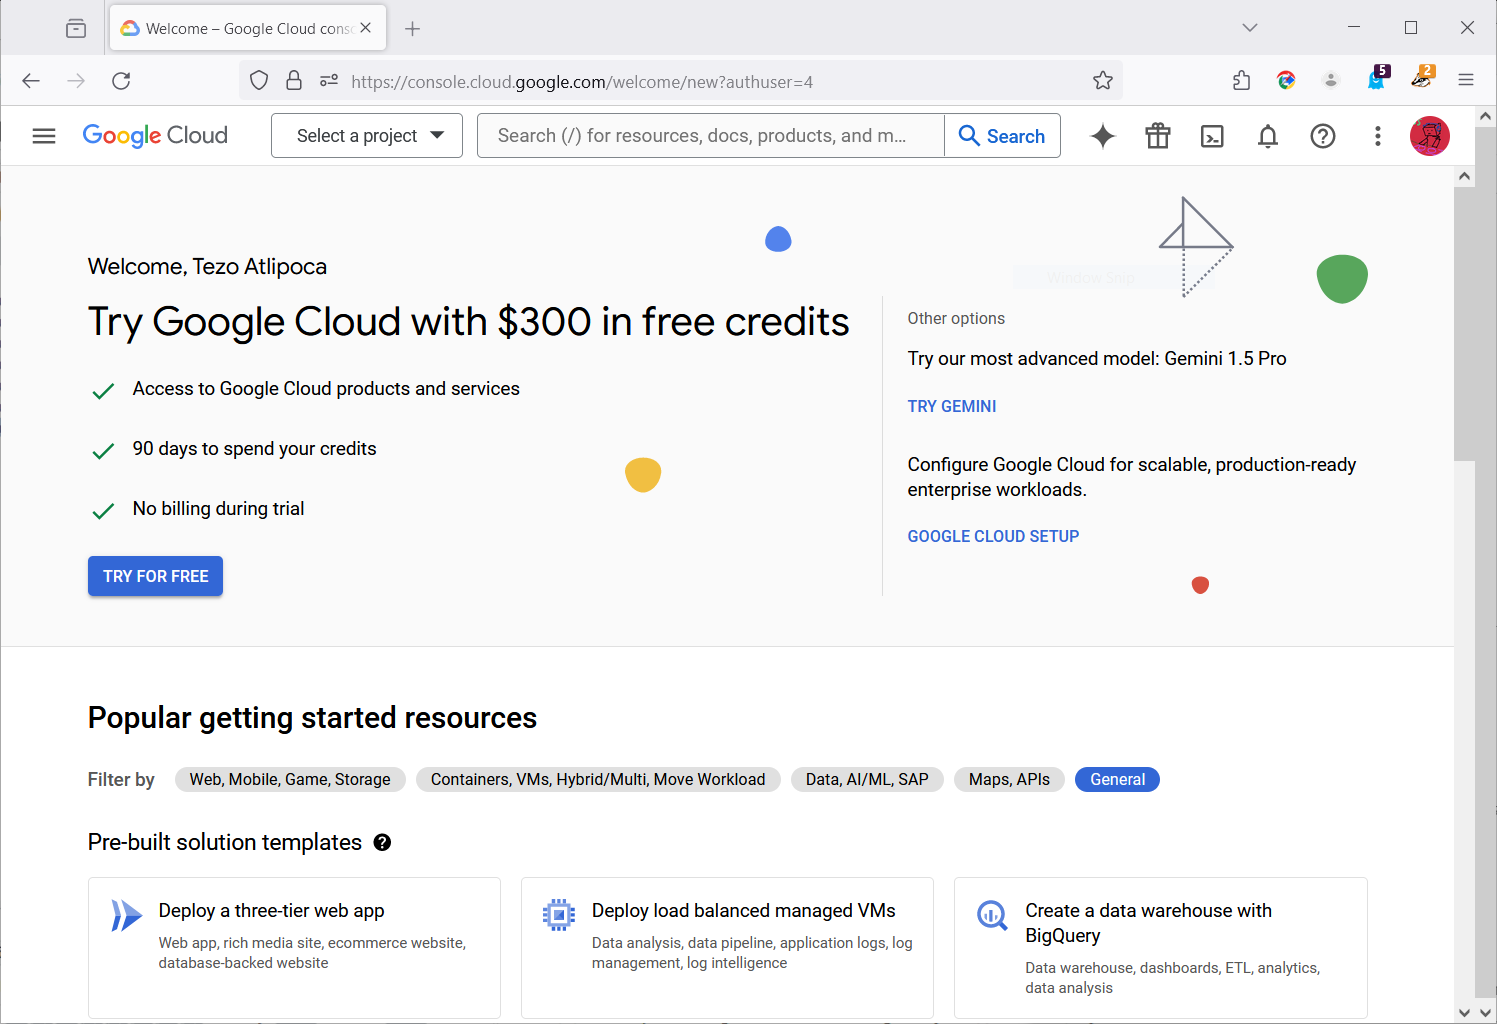 Welcome – Google Cloud cons
https://console.cloud.google.com/welcome/new?authuser=4
5
2
Google Cloud
Select a project
Search (/) for resources, docs, products, and m...
Search
Welcome, Tezo Atlipoca
Try Google Cloud with $300 in free credits
Access to Google Cloud products and services
90 days to spend your credits
No billing during trial
TRY FOR FREE
Window Snip
Other options
Try our most advanced model: Gemini 1.5 Pro
TRY GEMINI
Configure Google Cloud for scalable, production-ready
enterprise workloads.
GOOGLE CLOUD SETUP
Popular getting started resources
Filter by
Web, Mobile, Game, Storage
Containers, VMs, Hybrid/Multi, Move Workload
Data, AI/ML, SAP
Maps, APIs
General
Pre-built solution templates
Deploy a three-tier web app
Web app, rich media site, ecommerce website,
database-backed website
Deploy load balanced managed VMs
Data analysis, data pipeline, application logs, log
management, log intelligence
Create a data warehouse with
BigQuery
Data warehouse, dashboards, ETL, analytics,
data analysis